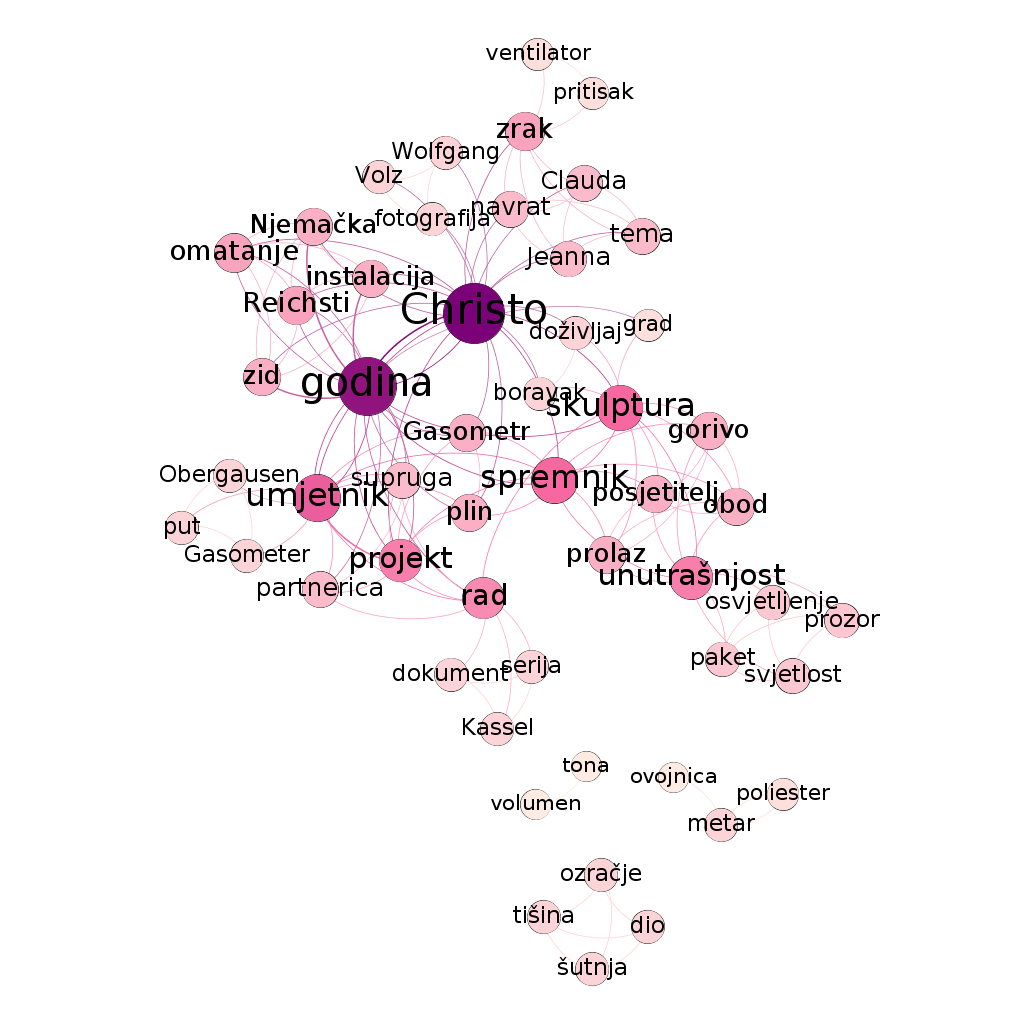 ventilator
pritisak
zrak
Wolfgang
Volz
Clauda
navrat
fotografija
Njemačka
tema
omatanje
Jeanna
instalacija
Reichsti
Christo
grad
doživljaj
zid
godina
boravak
skulptura
Gasometr
gorivo
Obergausen
supruga
spremnik
umjetnik
posjetitelj
obod
plin
put
Gasometer
projekt
prolaz
unutrašnjost
partnerica
rad
osvjetljenje
prozor
paket
serija
dokument
svjetlost
Kassel
tona
ovojnica
poliester
volumen
metar
ozračje
tišina
dio
šutnja